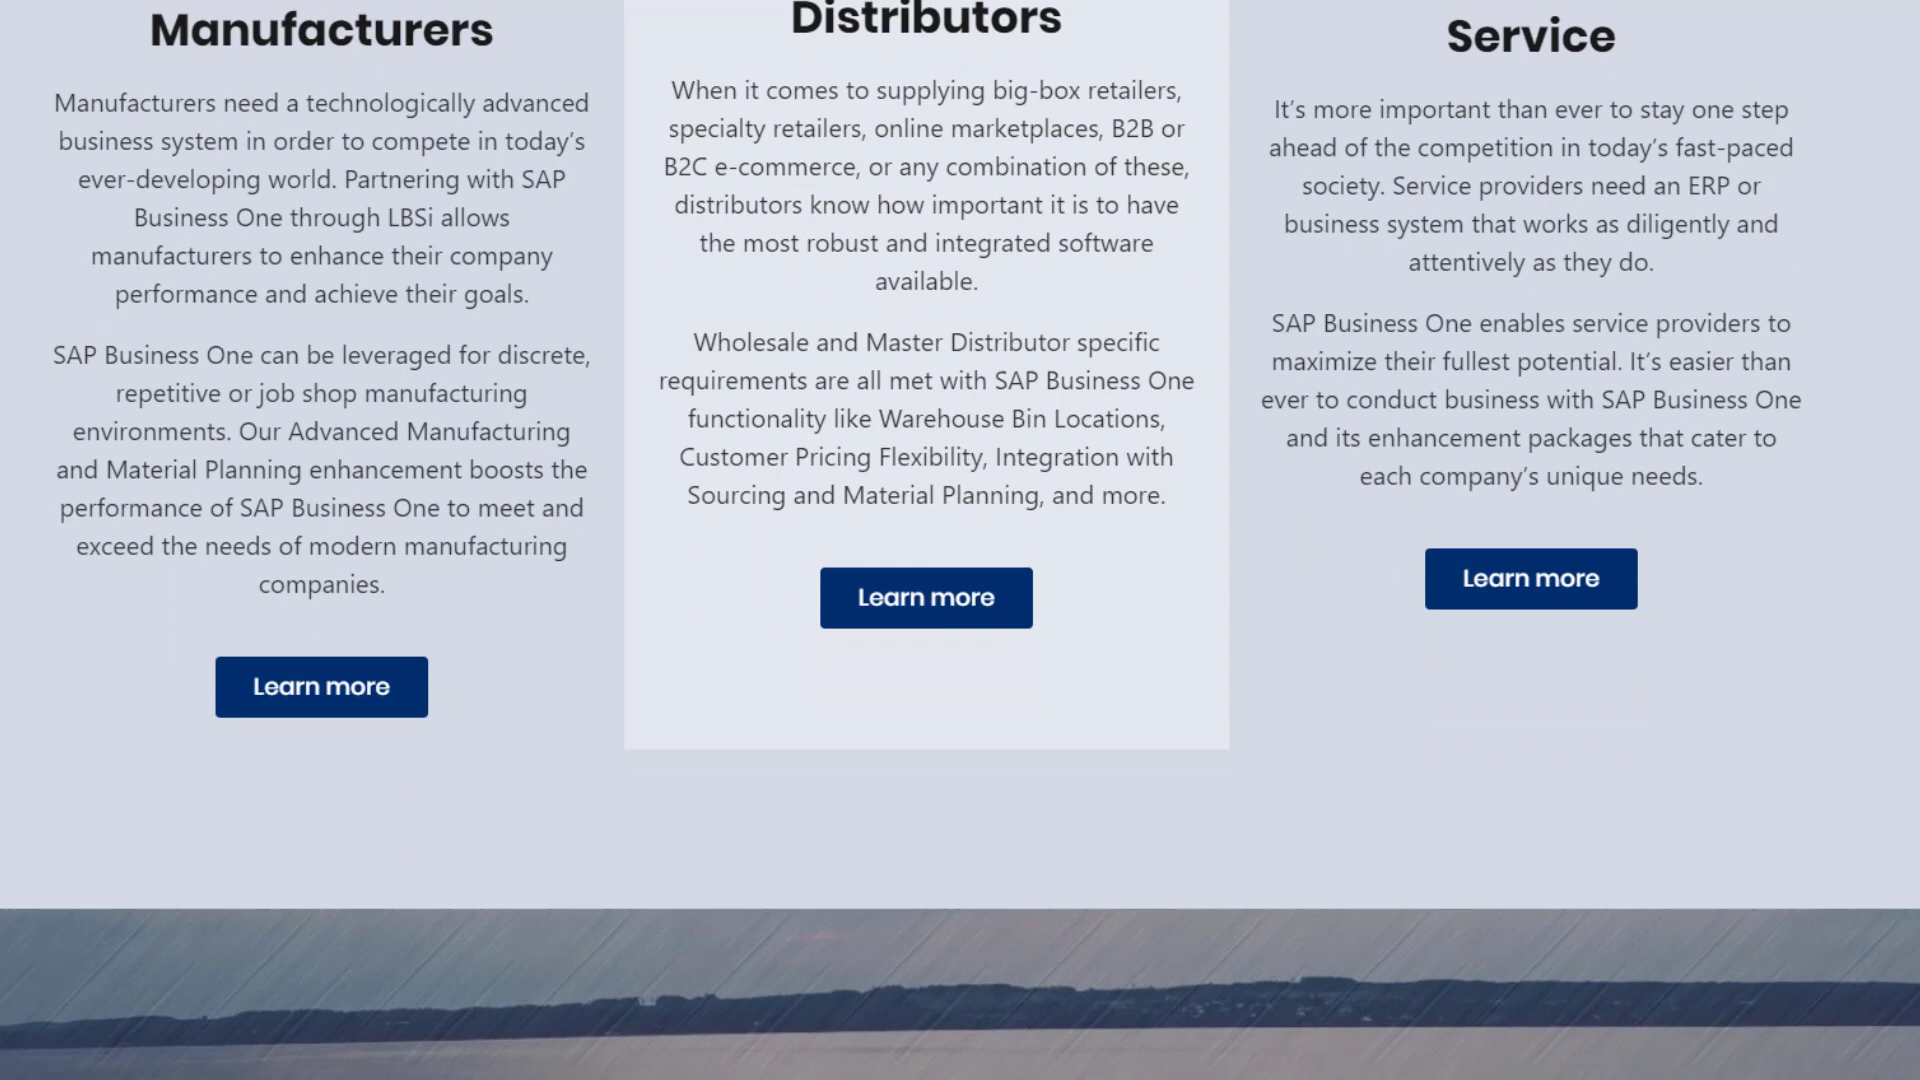 Manufacturers
Manufacturers need a technologically advanced
business system in order to compete in today’s
ever-developing world. Partnering with SAP
Business One through LBSi allows
manufacturers to enhance their company
performance and achieve their goals.
SAP Business One can be leveraged for discrete,
repetitive or job shop manufacturing
environments. Our Advanced Manufacturing
and Material Planning enhancement boosts the
performance of SAP Business One to meet and
exceed the needs of modern manufacturing
companies.
Learn more
Distributors
When it comes to supplying big-box retailers,
specialty retailers, online marketplaces, B2B or
B2C e-commerce, or any combination of these,
distributors know how important it is to have
the most robust and integrated software
available.
Wholesale and Master Distributor specific
requirements are all met with SAP Business One
functionality like Warehouse Bin Locations,
Customer Pricing Flexibility, Integration with
Sourcing and Material Planning, and more.
Learn more
Service
It’s more important than ever to stay one step
ahead of the competition in today’s fast-paced
society. Service providers need an ERP or
business system that works as diligently and
attentively as they do.
SAP Business One enables service providers to
maximize their fullest potential. It’s easier than
ever to conduct business with SAP Business One
and its enhancement packages that cater to
each company’s unique needs.
Learn more